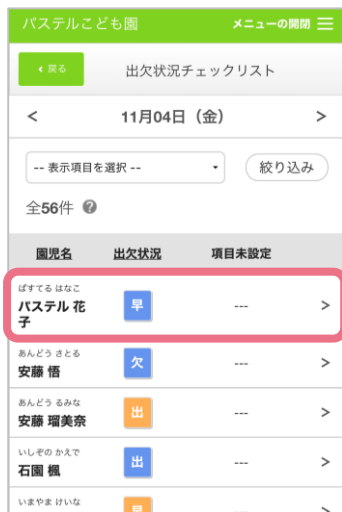 パステルこども園 メニューの開閉
戻る 出欠状況チェックリスト
< 11月04日（金） >
-- 表示項目を選択 -- 絞り込み
全56件 ?
園児名 出欠状況 項目未設定
ぱすてる はなこ
パステル 花 早 --- >
子
あんどう さとる
安藤 悟 欠 --- >
あんどう るみな
安藤 瑠美奈 出 --- >
いしぞの かえで
石園 楓 出 --- >
いまやま けいな
早